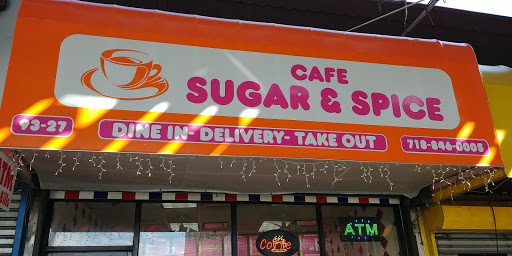 CAFE
SUGAR & SPICE
93-27
DINE IN- DELIVERY- TAKE OUT
718-846-0005
Coffee
ATM